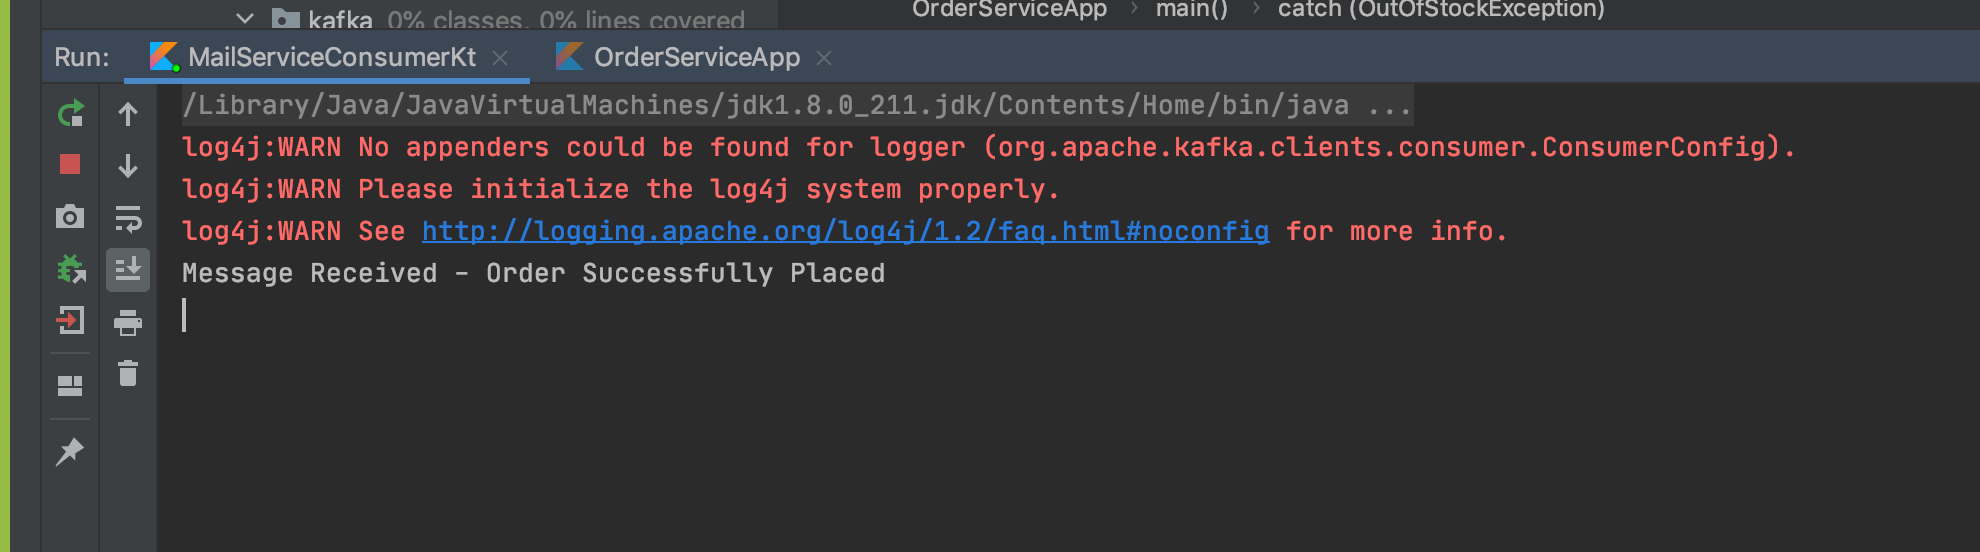 kafka 0% classes, 0% lines covered
OrderServiceApp › main() › catch (OutOfStockException)
Run: MailServiceConsumerKt × OrderServiceApp ×
/Library/Java/JavaVirtualMachines/jdk1.8.0_211.jdk/Contents/Home/bin/java ...
log4j:WARN No appenders could be found for logger (org.apache.kafka.clients.consumer.ConsumerConfig).
log4j:WARN Please initialize the log4j system properly.
log4j:WARN See http://logging.apache.org/log4j/1.2/faq.html#noconfig for more info.
Message Received - Order Successfully Placed